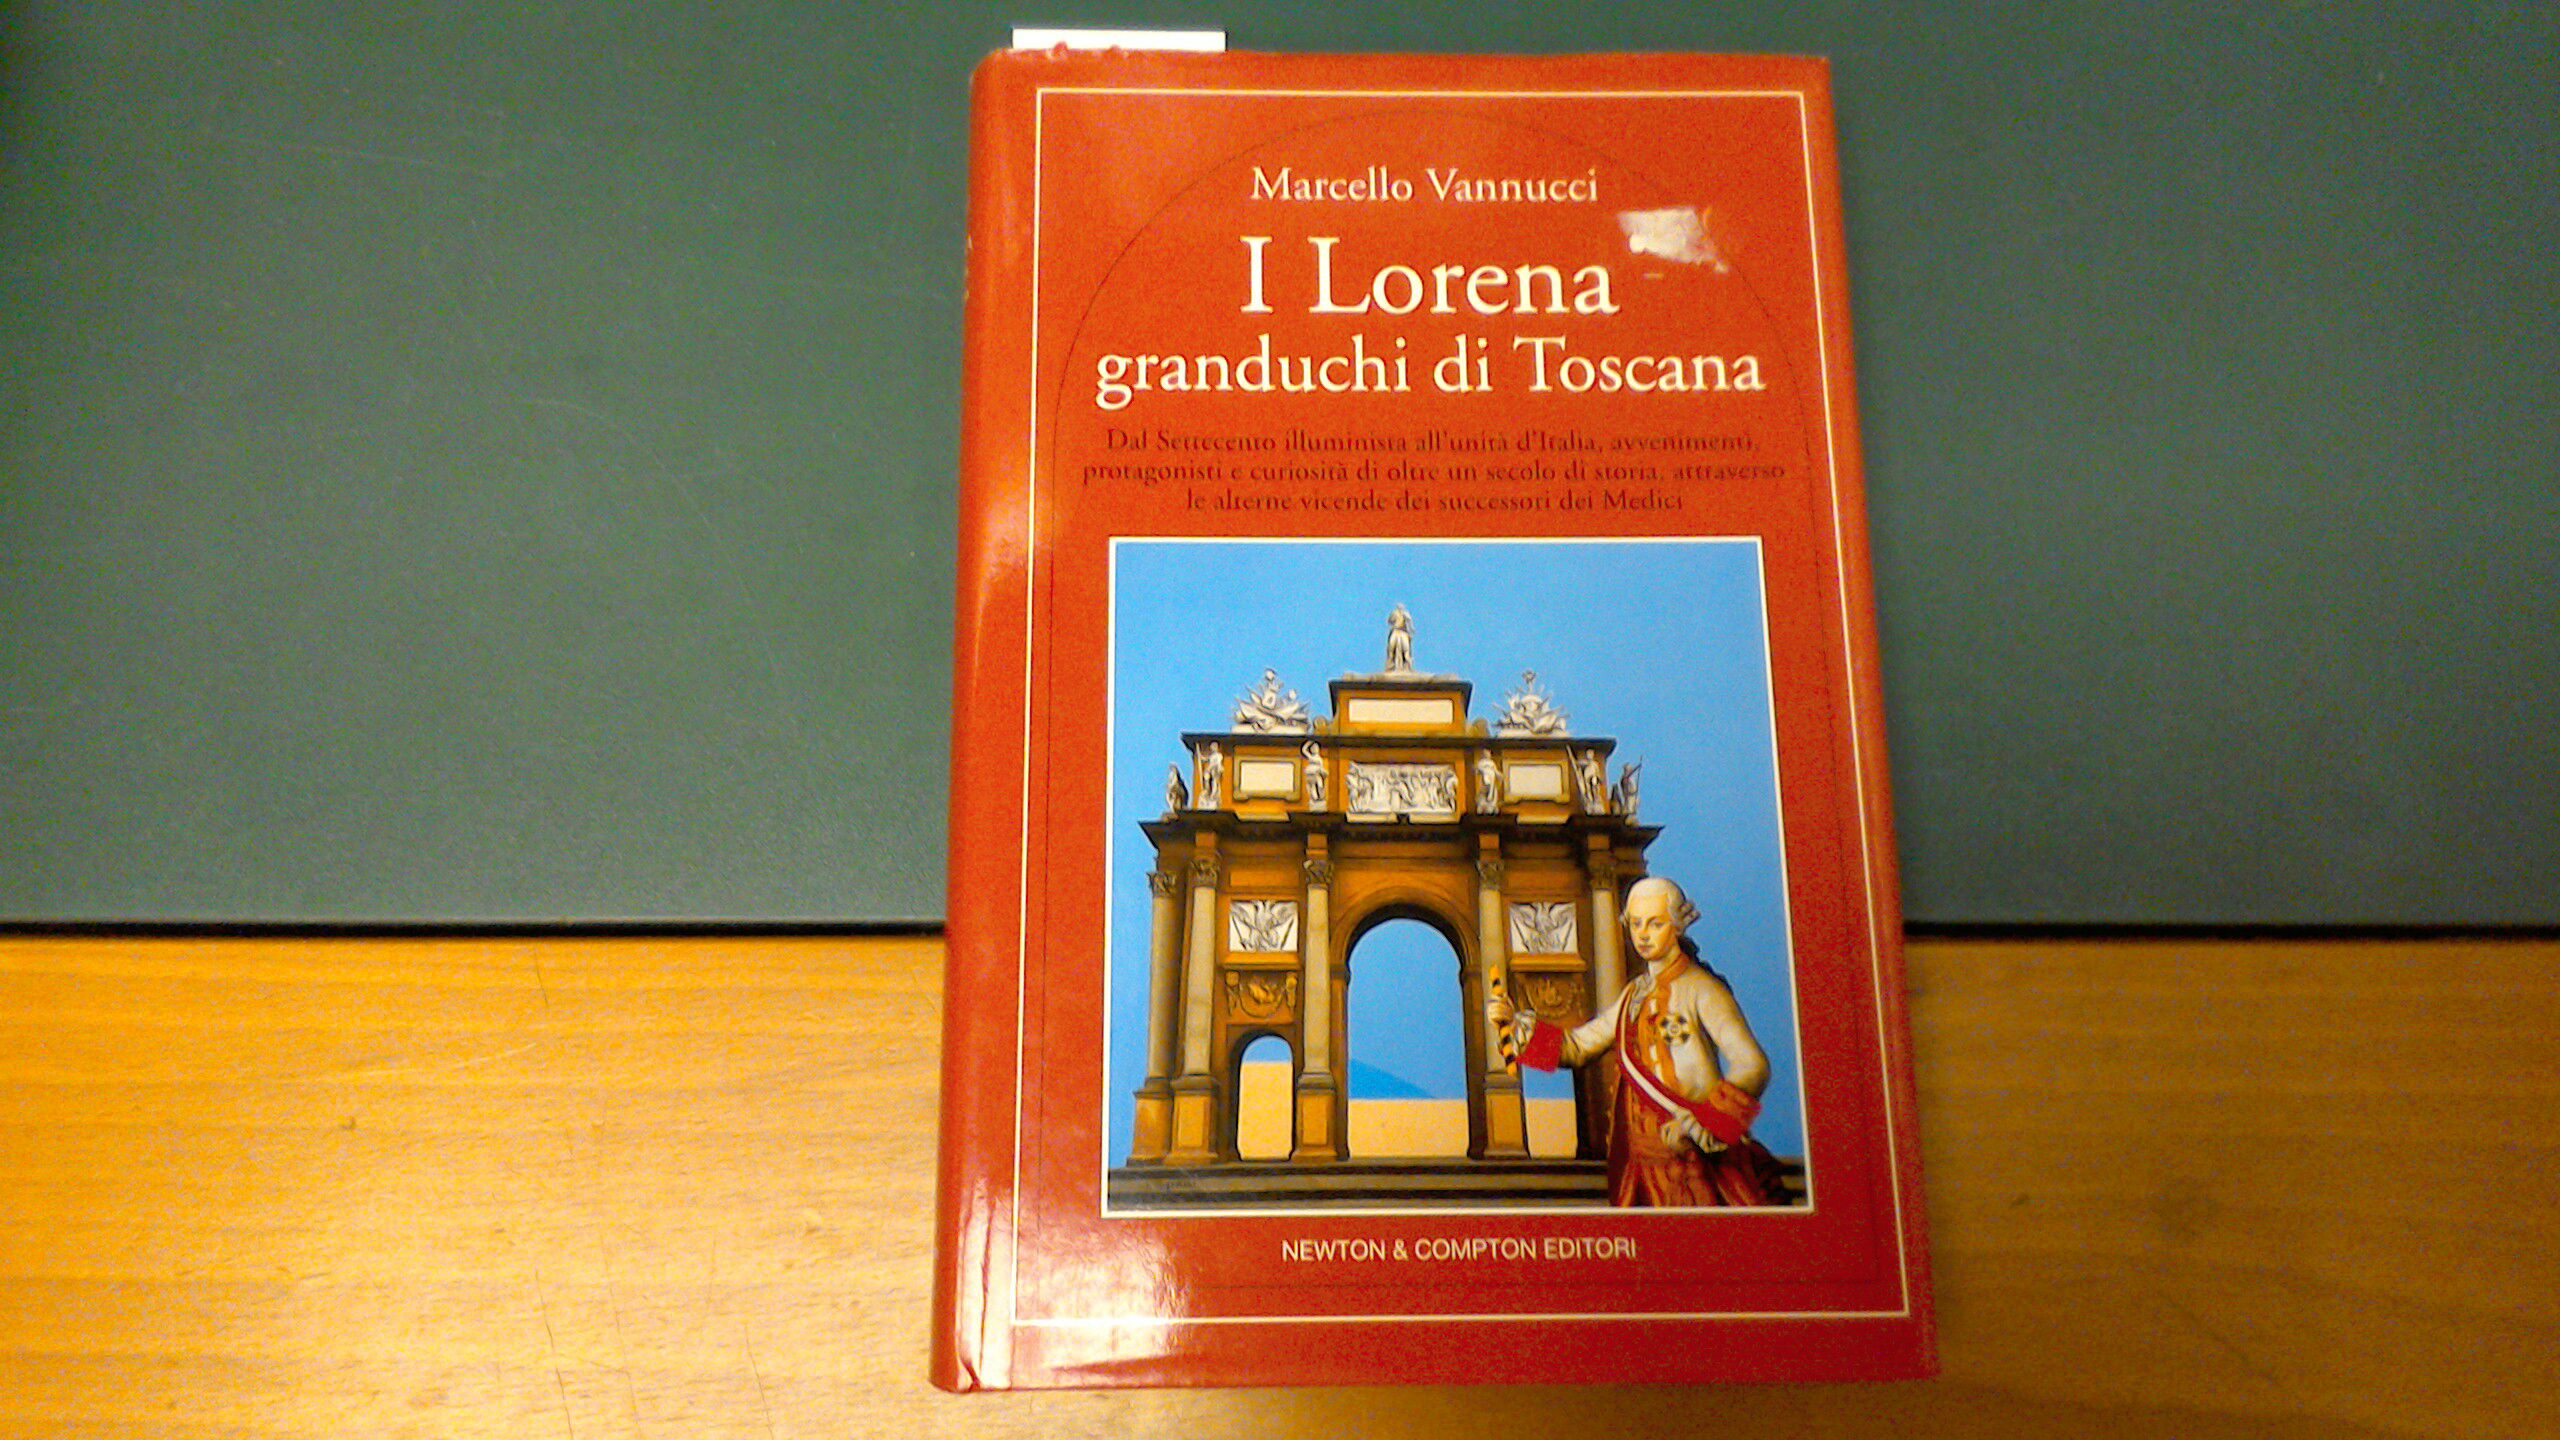 Marcello Vannucci
I Lorena
granduchi di Toscana
Dal Settecento illuminista all'unità d'Italia, avvenimenti,
protagonisti e curiosità di oltre un secolo di storia, attraverso
le alterne vicende dei successori dei Medici
NEWTON & COMPTON EDITORI